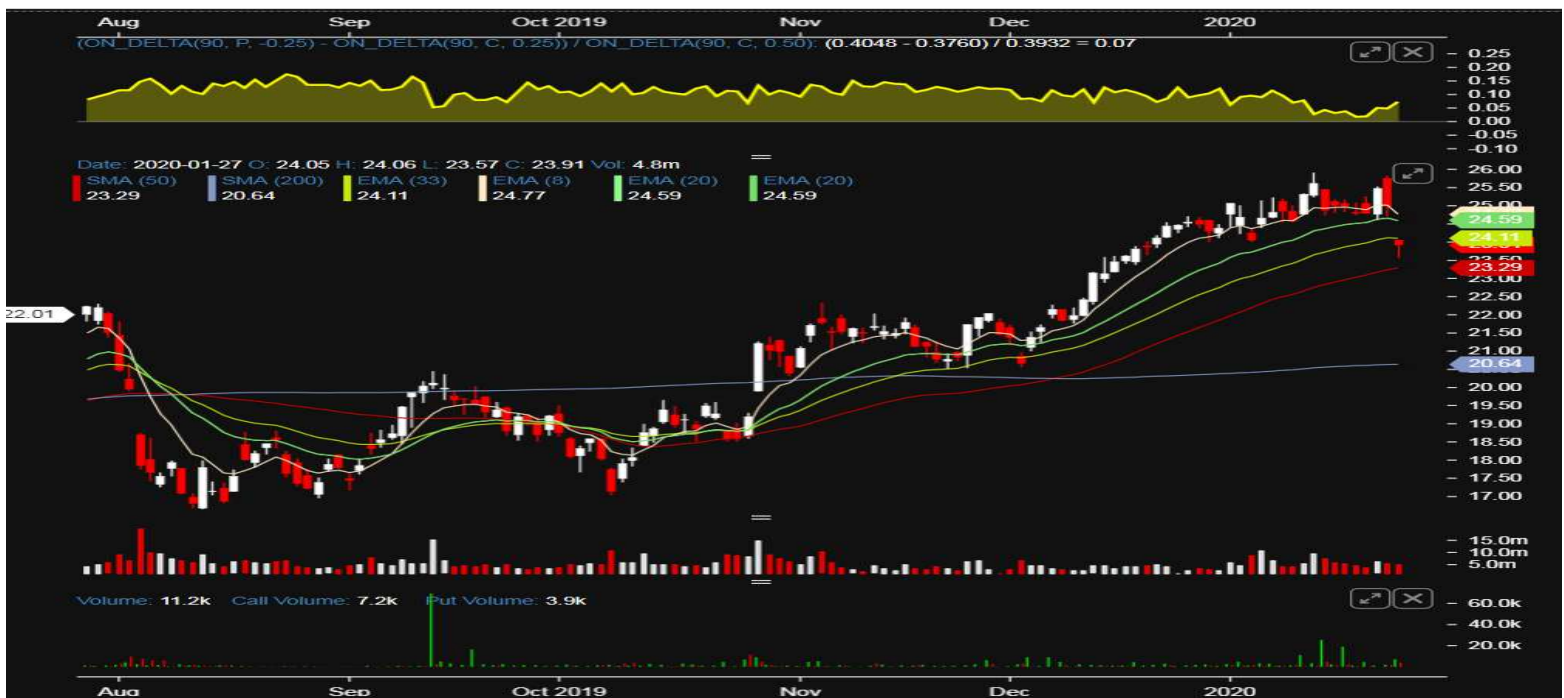 Aug Sep Oct 2019 Nov Dec 2020
(ON_DELTA(90, P, -0.25) - ON_DELTA(90, C, 0.25)) / ON_DELTA(90, C, 0.50): (0.4048 - 0.3760) / 0.3932 = 0.07
0.25
0.20
0.15
0.10
0.05
0.00
-0.05
-0.10
Date: 2020-01-27 O: 24.05 H: 24.06 L: 23.57 C: 23.91 Vol: 4.8m
SMA (50) SMA (200) EMA (33) EMA (8) EMA (20) EMA (20)
23.29 20.64 24.11 24.77 24.59 24.59
26.00
25.50
25.00
24.59
24.11
23.50
23.29
23.00
22.50
22.01
22.00
21.50
21.00
20.64
20.00
19.50
19.00
18.50
18.00
17.50
17.00
15.0m
10.0m
5.0m
Volume: 11.2k Call Volume: 7.2k Put Volume: 3.9k
60.0k
40.0k
20.0k
Aug Sep Oct 2019 Nov Dec 2020